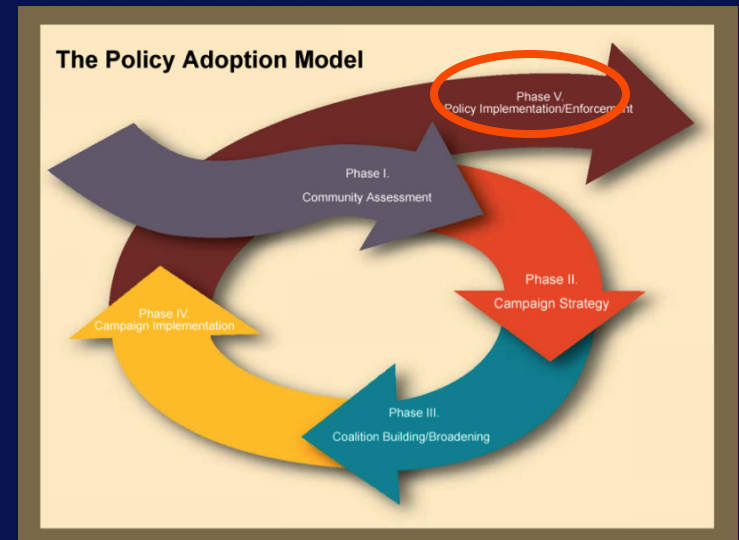 The Policy Adoption Model
Phase V.
Policy Implementation/Enforcement
Phase I.
Community Assessment
Phase II.
Campaign Strategy
Phase IV.
Campaign Implementation
Phase III.
Coalition Building/Broadening